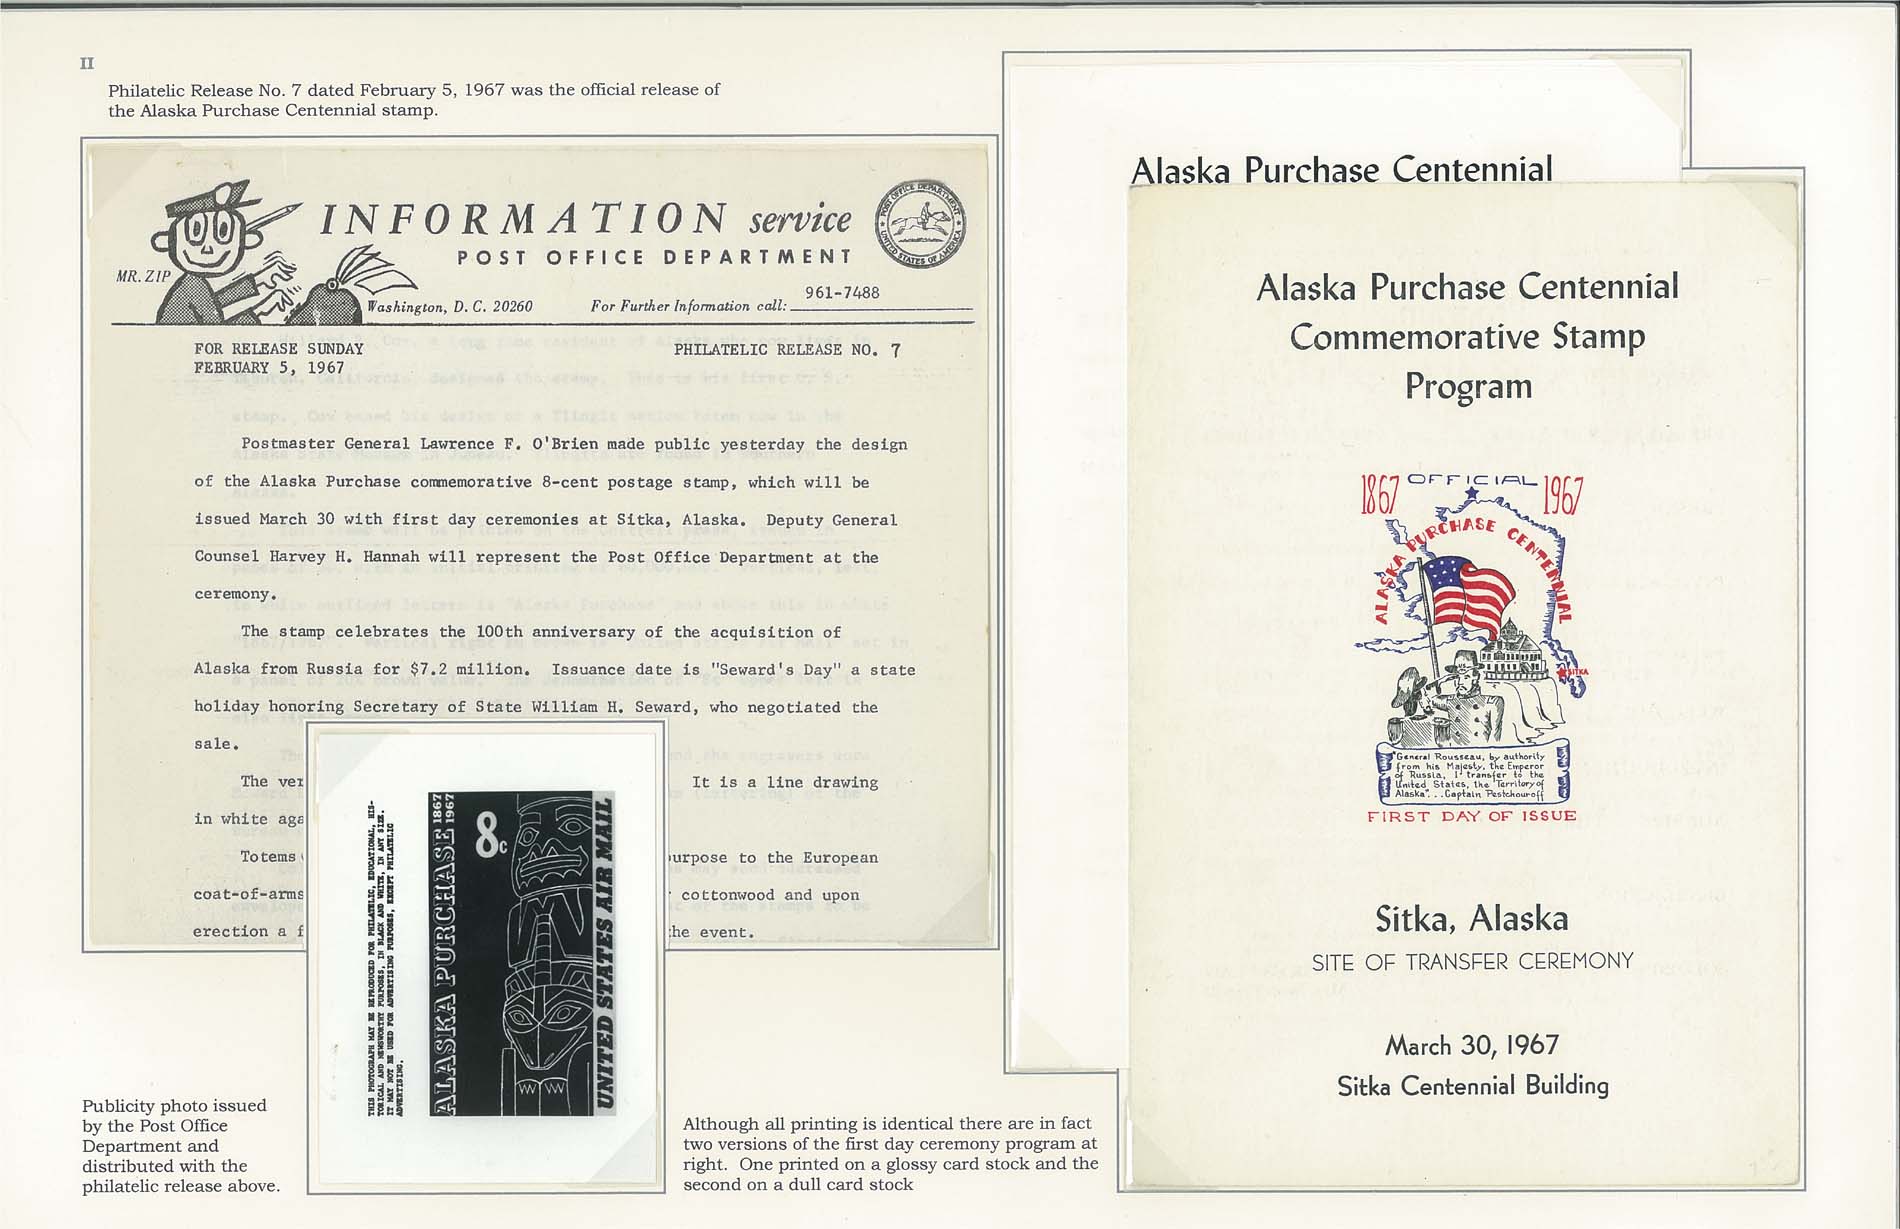 II
Philatelic Release No. 7 dated February 5, 1967 was the official release of
the Alaska Purchase Centennial stamp.
MR. ZIP
INFORMATION service
POST OFFICE DEPARTMENT
POST OFFICE DEPARTMENT
UNITED STATES OF AMERICA
Washington, D. C. 20260 For Further Information call: 961-7488
FOR RELEASE SUNDAY PHILATELIC RELEASE NO. 7
FEBRUARY 5, 1967
Postmaster General Lawrence F. O'Brien made public yesterday the design
of the Alaska Purchase commemorative 8-cent postage stamp, which will be
issued March 30 with first day ceremonies at Sitka, Alaska. Deputy General
Counsel Harvey H. Hannah will represent the Post Office Department at the
ceremony.
The stamp celebrates the 100th anniversary of the acquisition of
Alaska from Russia for $7.2 million. Issuance date is "Seward's Day" a state
holiday honoring Secretary of State William H. Seward, who negotiated the
sale.
The ver It is a line drawing
in white aga
Totems urpose to the European
coat-of-arms cottonwood and upon
erection a f he event.
THIS PHOTOGRAPH MAY BE REPRODUCED FOR PHILATELIC, EDUCATIONAL, HIS-
TORICAL AND NEWSWORTHY PURPOSES, IN BLACK AND WHITE, IN ANY SIZE.
IT MAY NOT BE USED FOR ADVERTISING PURPOSES, EXCEPT PHILATELIC
ADVERTISING.
ALASKA PURCHASE 1867 1967
8c
UNITED STATES AIR MAIL
Publicity photo issued
by the Post Office
Department and
distributed with the
philatelic release above.
Although all printing is identical there are in fact
two versions of the first day ceremony program at
right. One printed on a glossy card stock and the
second on a dull card stock
Alaska Purchase Centennial
Alaska Purchase Centennial
Commemorative Stamp
Program
1867 OFFICIAL 1967
ALASKA PURCHASE CENTENNIAL
SITKA
"General Rousseau, by authority
from his Majesty, the Emperor
of Russia, I transfer to the
United States, the Territory of
Alaska". . . Captain Pestchouroff
FIRST DAY OF ISSUE
Sitka, Alaska
SITE OF TRANSFER CEREMONY
March 30, 1967
Sitka Centennial Building